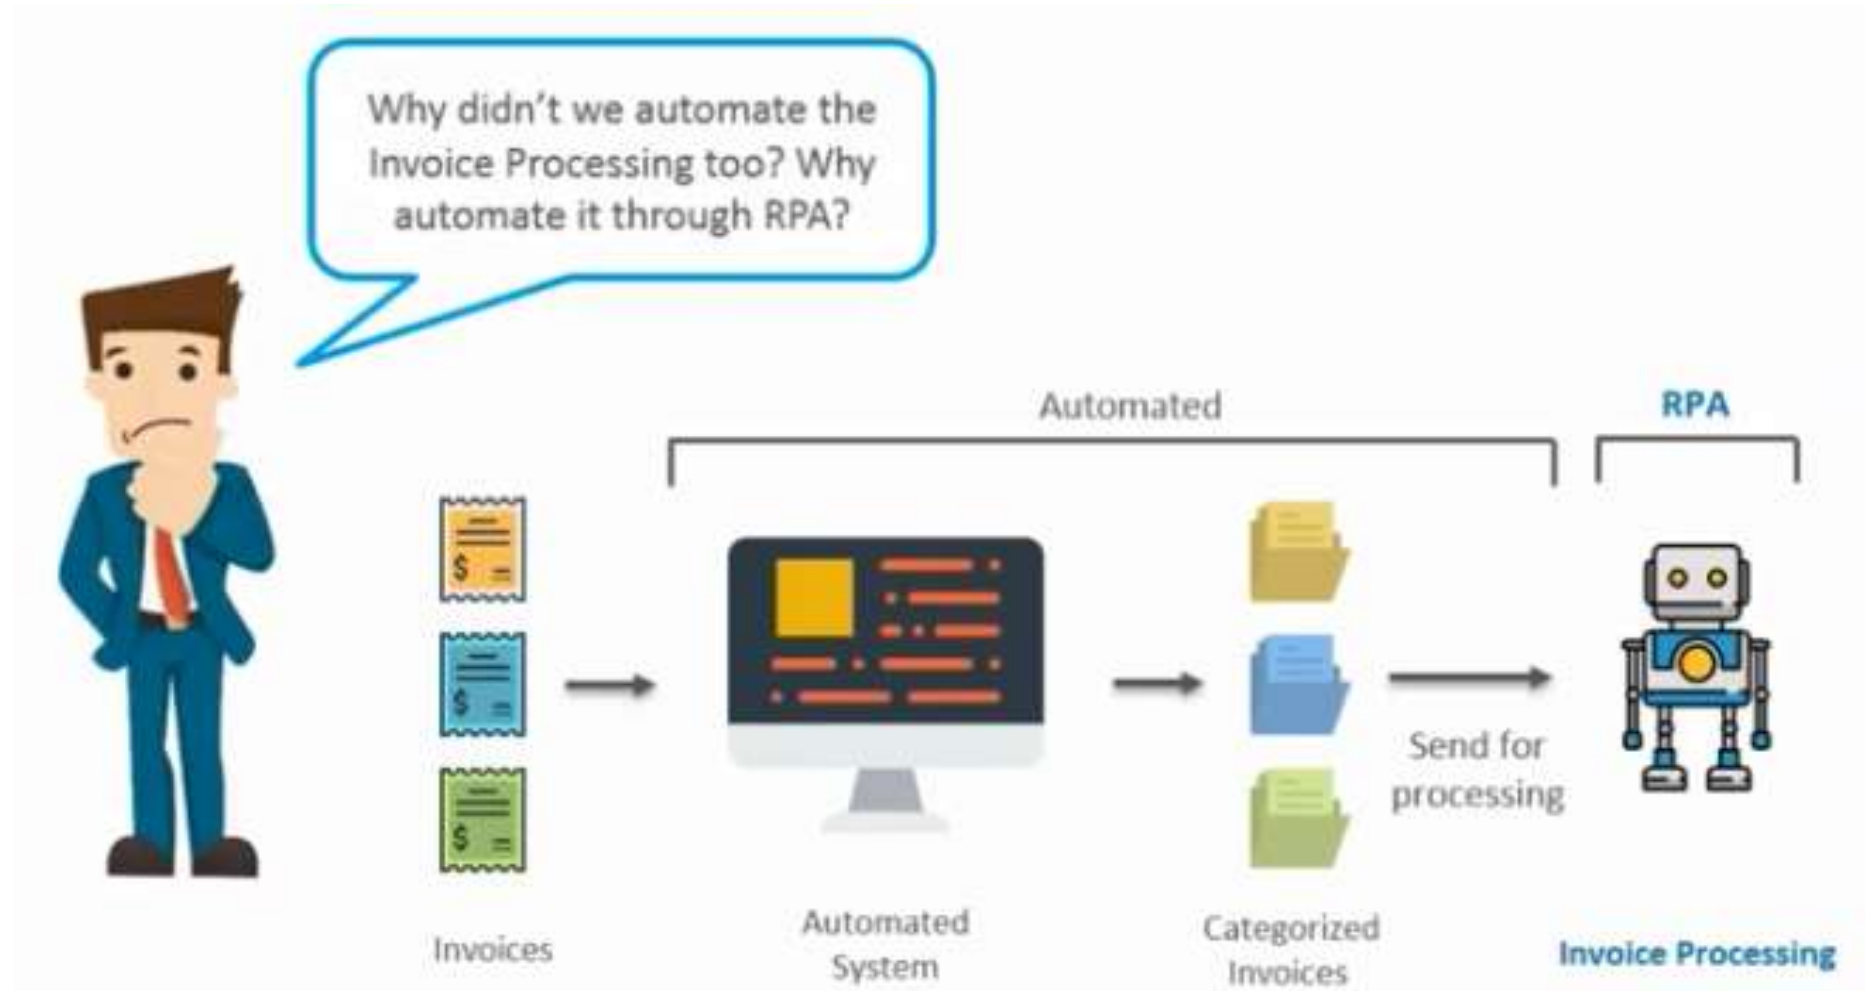 Why didn't we automate the
Invoice Processing too? Why
automate it through RPA?
Automated
RPA
$
$
$
Send for
processing
Invoices
Automated
System
Categorized
Invoices
Invoice Processing